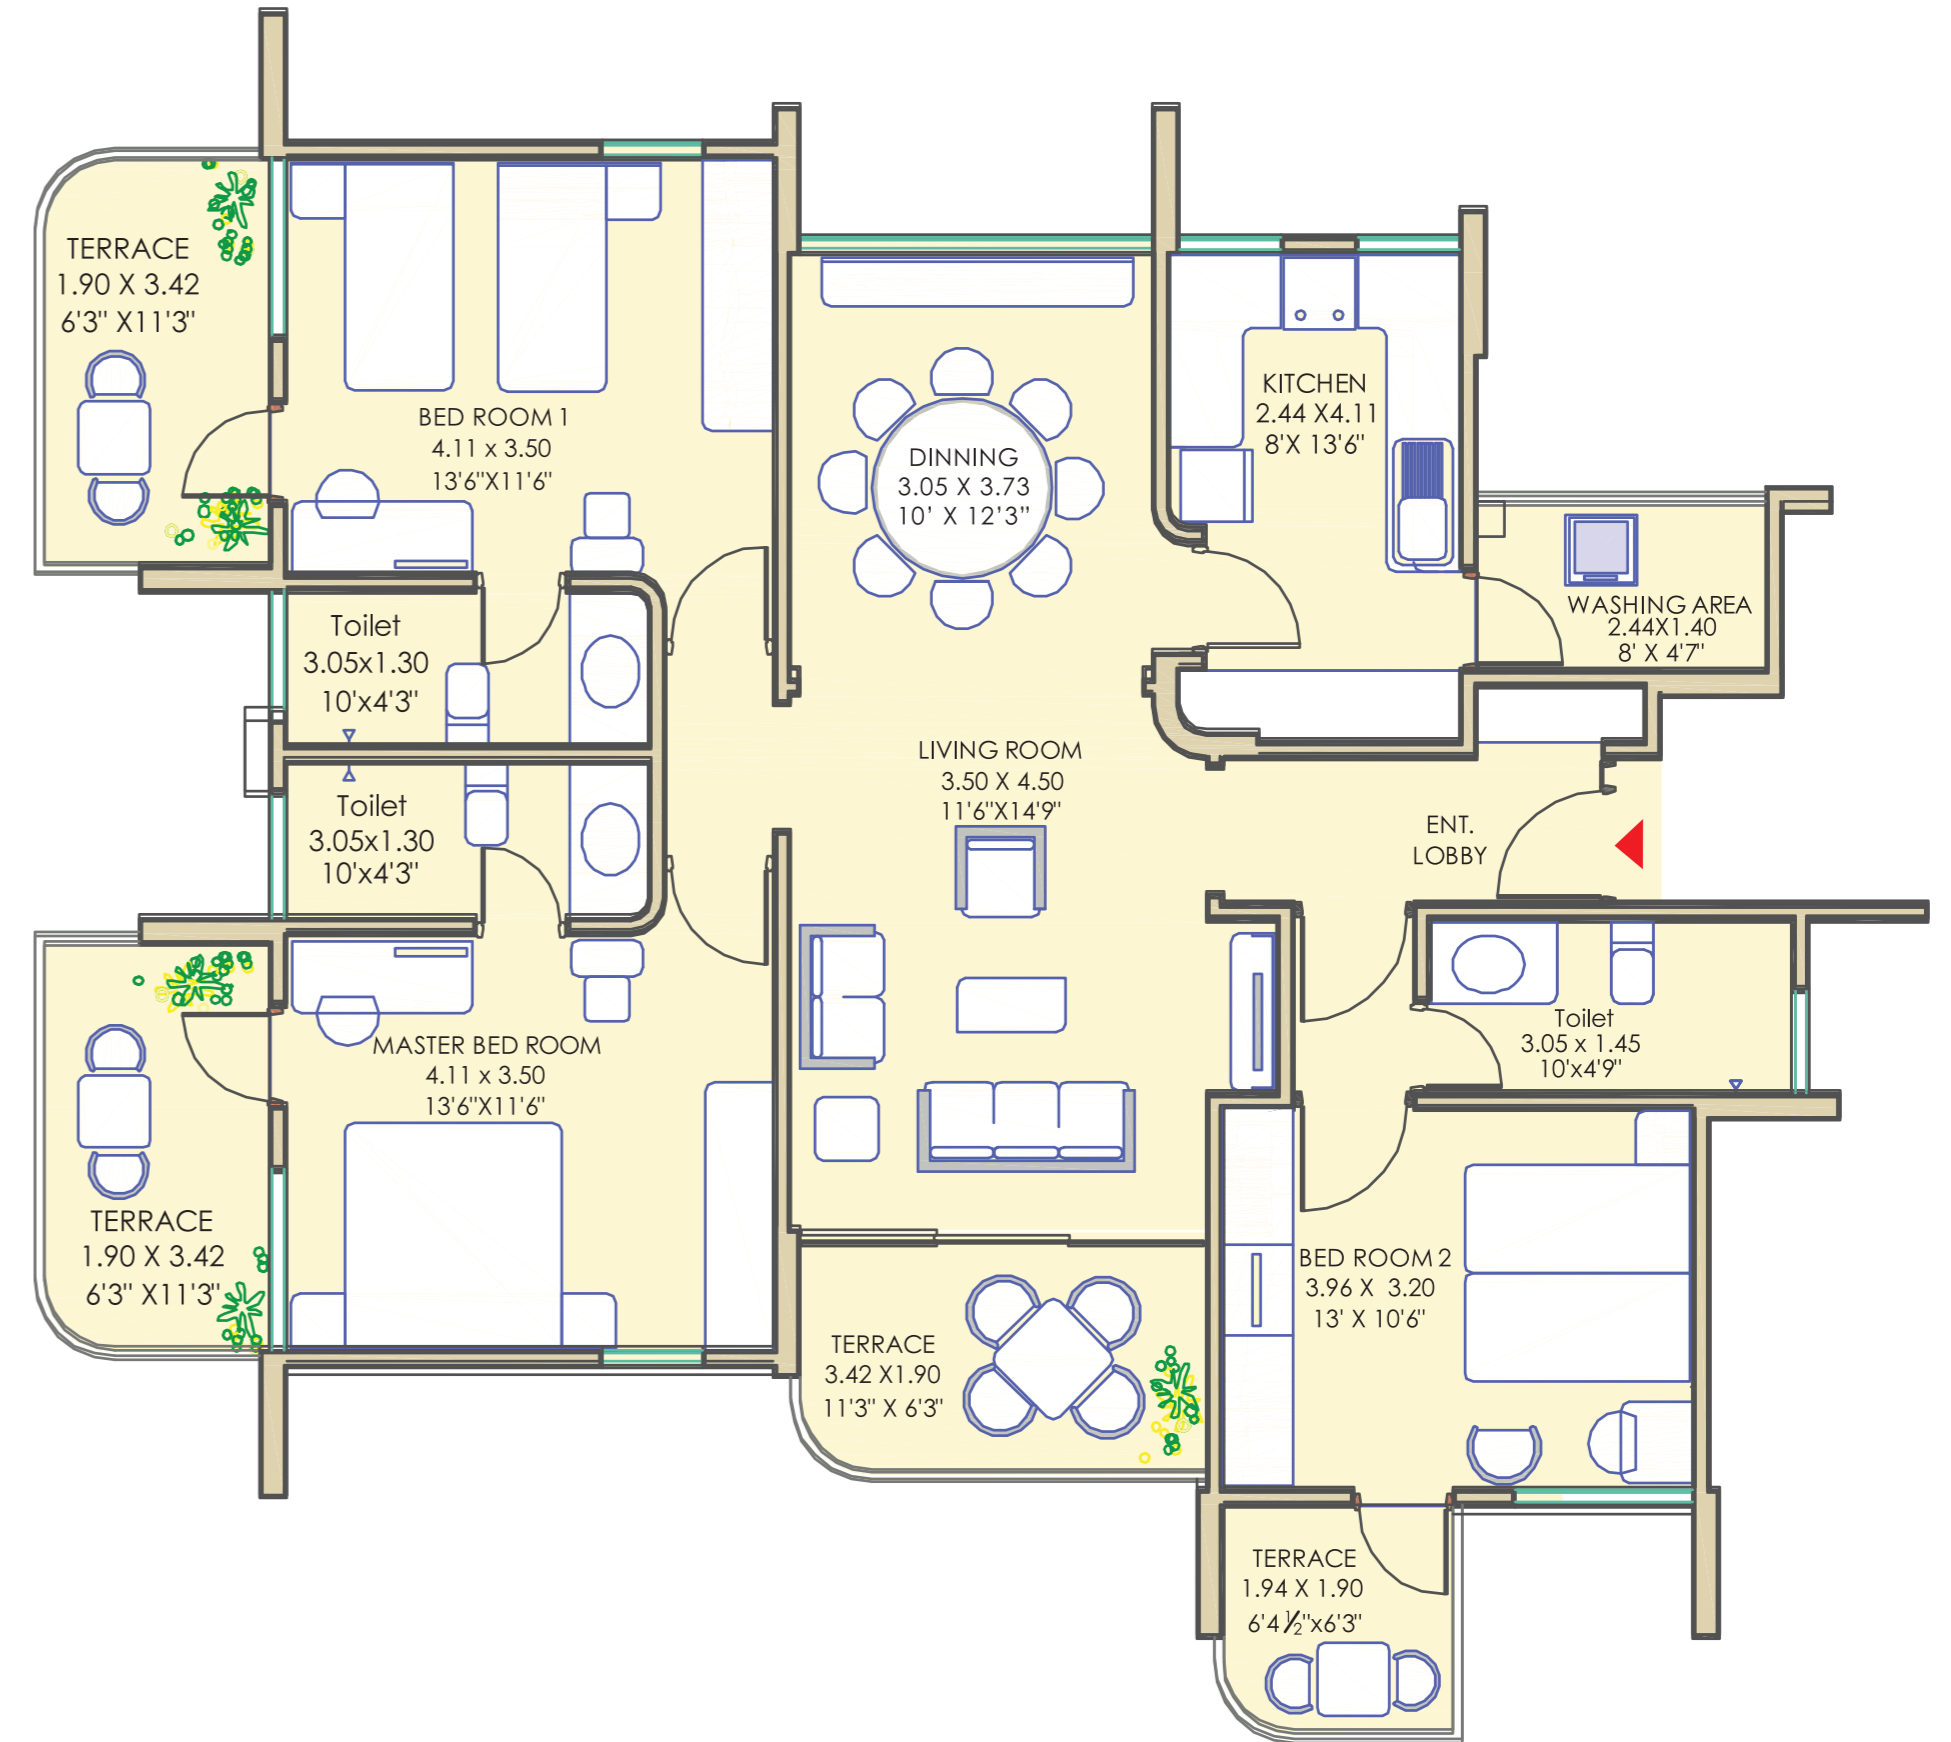 TERRACE
1.90 X 3.42
6'3" X11'3"
BED ROOM 1
4.11 x 3.50
13'6"X11'6"
DINNING
3.05 X 3.73
10' X 12'3"
KITCHEN
2.44 X4.11
8'X 13'6"
WASHING AREA
2.44X1.40
8' X 4'7"
Toilet
3.05x1.30
10'x4'3"
Toilet
3.05x1.30
10'x4'3"
LIVING ROOM
3.50 X 4.50
11'6"X14'9"
ENT.
LOBBY
MASTER BED ROOM
4.11 x 3.50
13'6"X11'6"
Toilet
3.05 x 1.45
10'x4'9"
TERRACE
1.90 X 3.42
6'3" X11'3"
BED ROOM 2
3.96 X 3.20
13' X 10'6"
TERRACE
3.42 X1.90
11'3" X 6'3"
TERRACE
1.94 X 1.90
6'4½"x6'3"